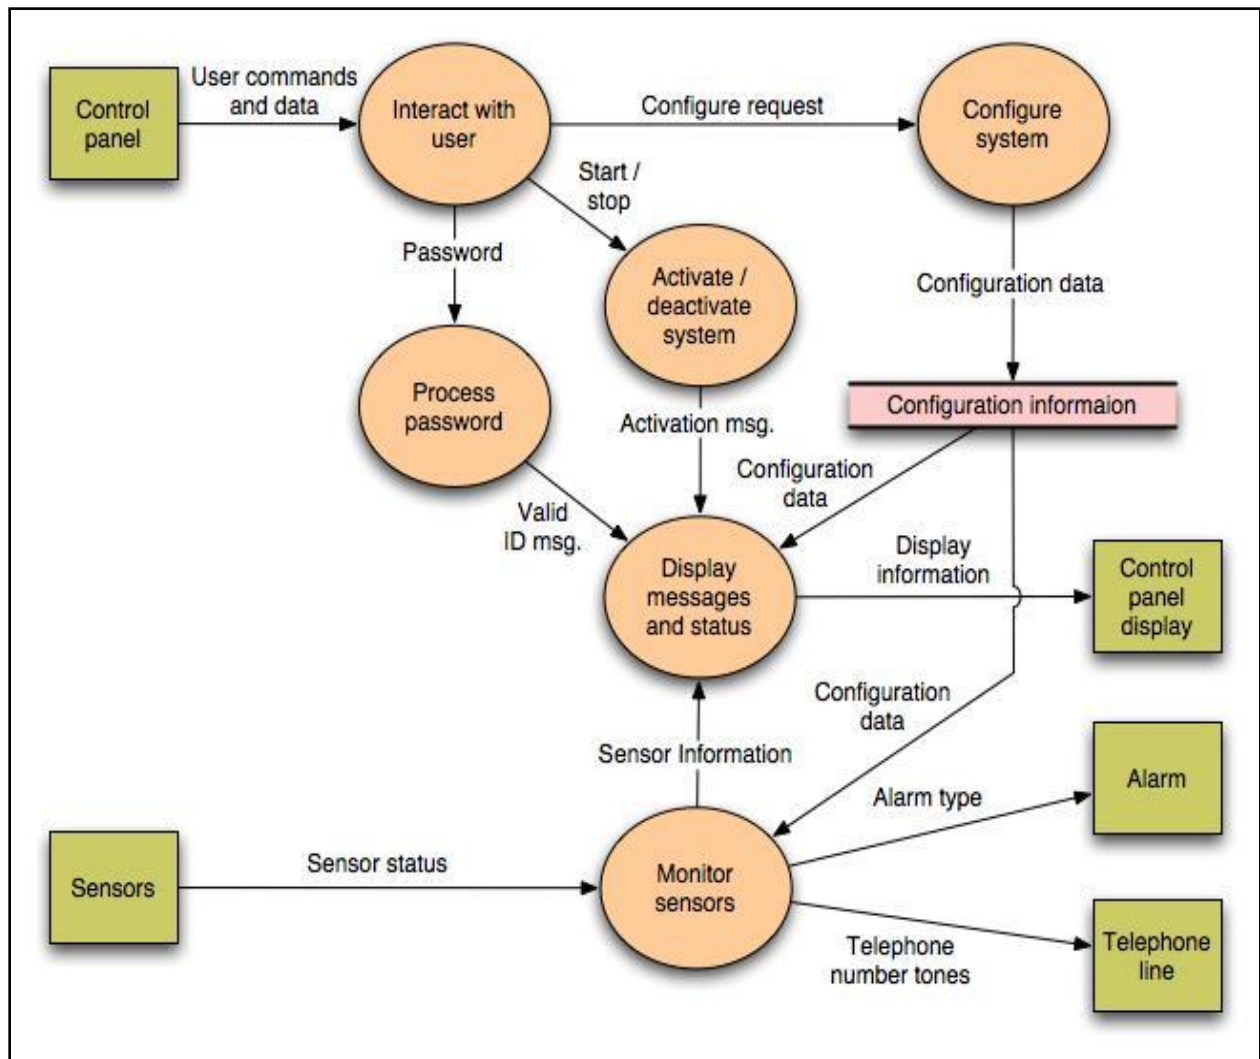 User commands
and data
Control
panel
Interact with
user
Configure request
Configure
system
Start /
stop
Password
Activate /
deactivate
system
Configuration data
Process
password
Activation msg.
Configuration informaion
Configuration
data
Valid
ID msg.
Display
messages
and status
Display
information
Control
panel
display
Configuration
data
Sensor Information
Alarm type
Alarm
Sensors
Sensor status
Monitor
sensors
Telephone
number tones
Telephone
line